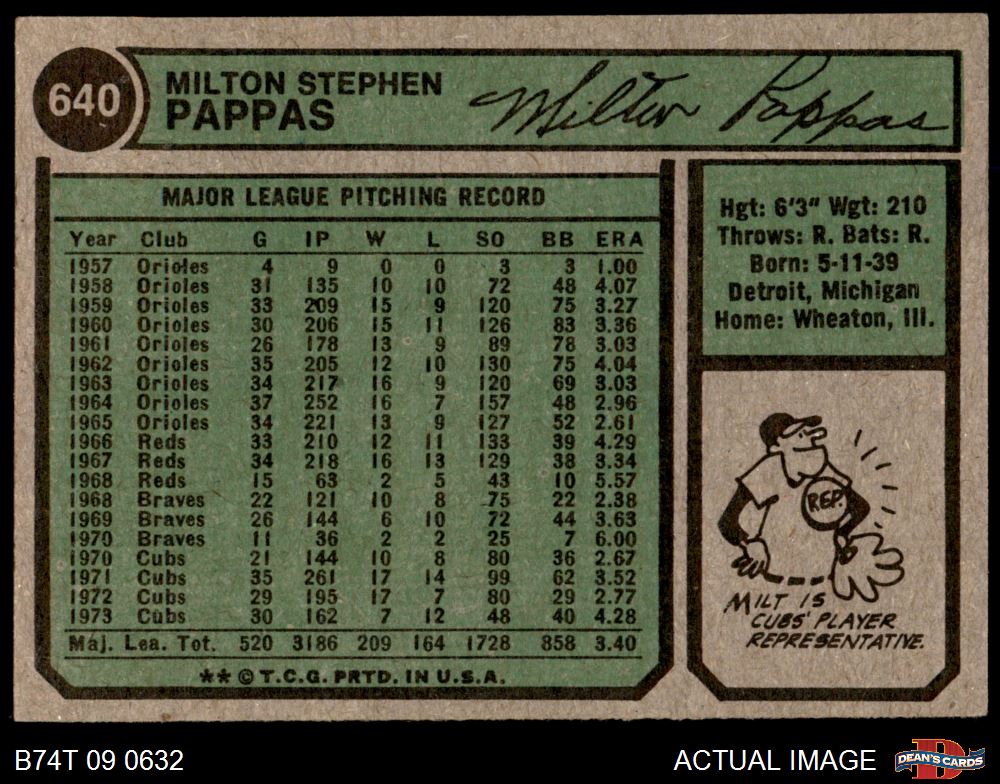 640
MILTON STEPHEN
PAPPAS
Milton Pappas
MAJOR LEAGUE PITCHING RECORD
Year Club G IP W L SO BB ERA
1957 Orioles 4 9 0 0 3 3 1.00
1958 Orioles 31 135 10 10 72 48 4.07
1959 Orioles 33 209 15 9 120 75 3.27
1960 Orioles 30 206 15 11 126 83 3.36
1961 Orioles 26 178 13 9 89 78 3.03
1962 Orioles 35 205 12 10 130 75 4.04
1963 Orioles 34 217 16 9 120 69 3.03
1964 Orioles 37 252 16 7 157 48 2.96
1965 Orioles 34 221 13 9 127 52 2.61
1966 Reds 33 210 12 11 133 39 4.29
1967 Reds 34 218 16 13 129 38 3.34
1968 Reds 15 63 2 5 43 10 5.57
1968 Braves 22 121 10 8 75 22 2.38
1969 Braves 26 144 6 10 72 44 3.63
1970 Braves 11 36 2 2 25 7 6.00
1970 Cubs 21 144 10 8 80 36 2.67
1971 Cubs 35 261 17 14 99 62 3.52
1972 Cubs 29 195 17 7 80 29 2.77
1973 Cubs 30 162 7 12 48 40 4.28
Maj. Lea. Tot. 520 3186 209 164 1728 858 3.40
** © T.C.G. PRTD. IN U.S.A.
Hgt: 6'3" Wgt: 210
Throws: R. Bats: R.
Born: 5-11-39
Detroit, Michigan
Home: Wheaton, Ill.
REP.
MILT IS
CUBS' PLAYER
REPRESENTATIVE.
B74T 09 0632
ACTUAL IMAGE
D
DEAN'S CARDS